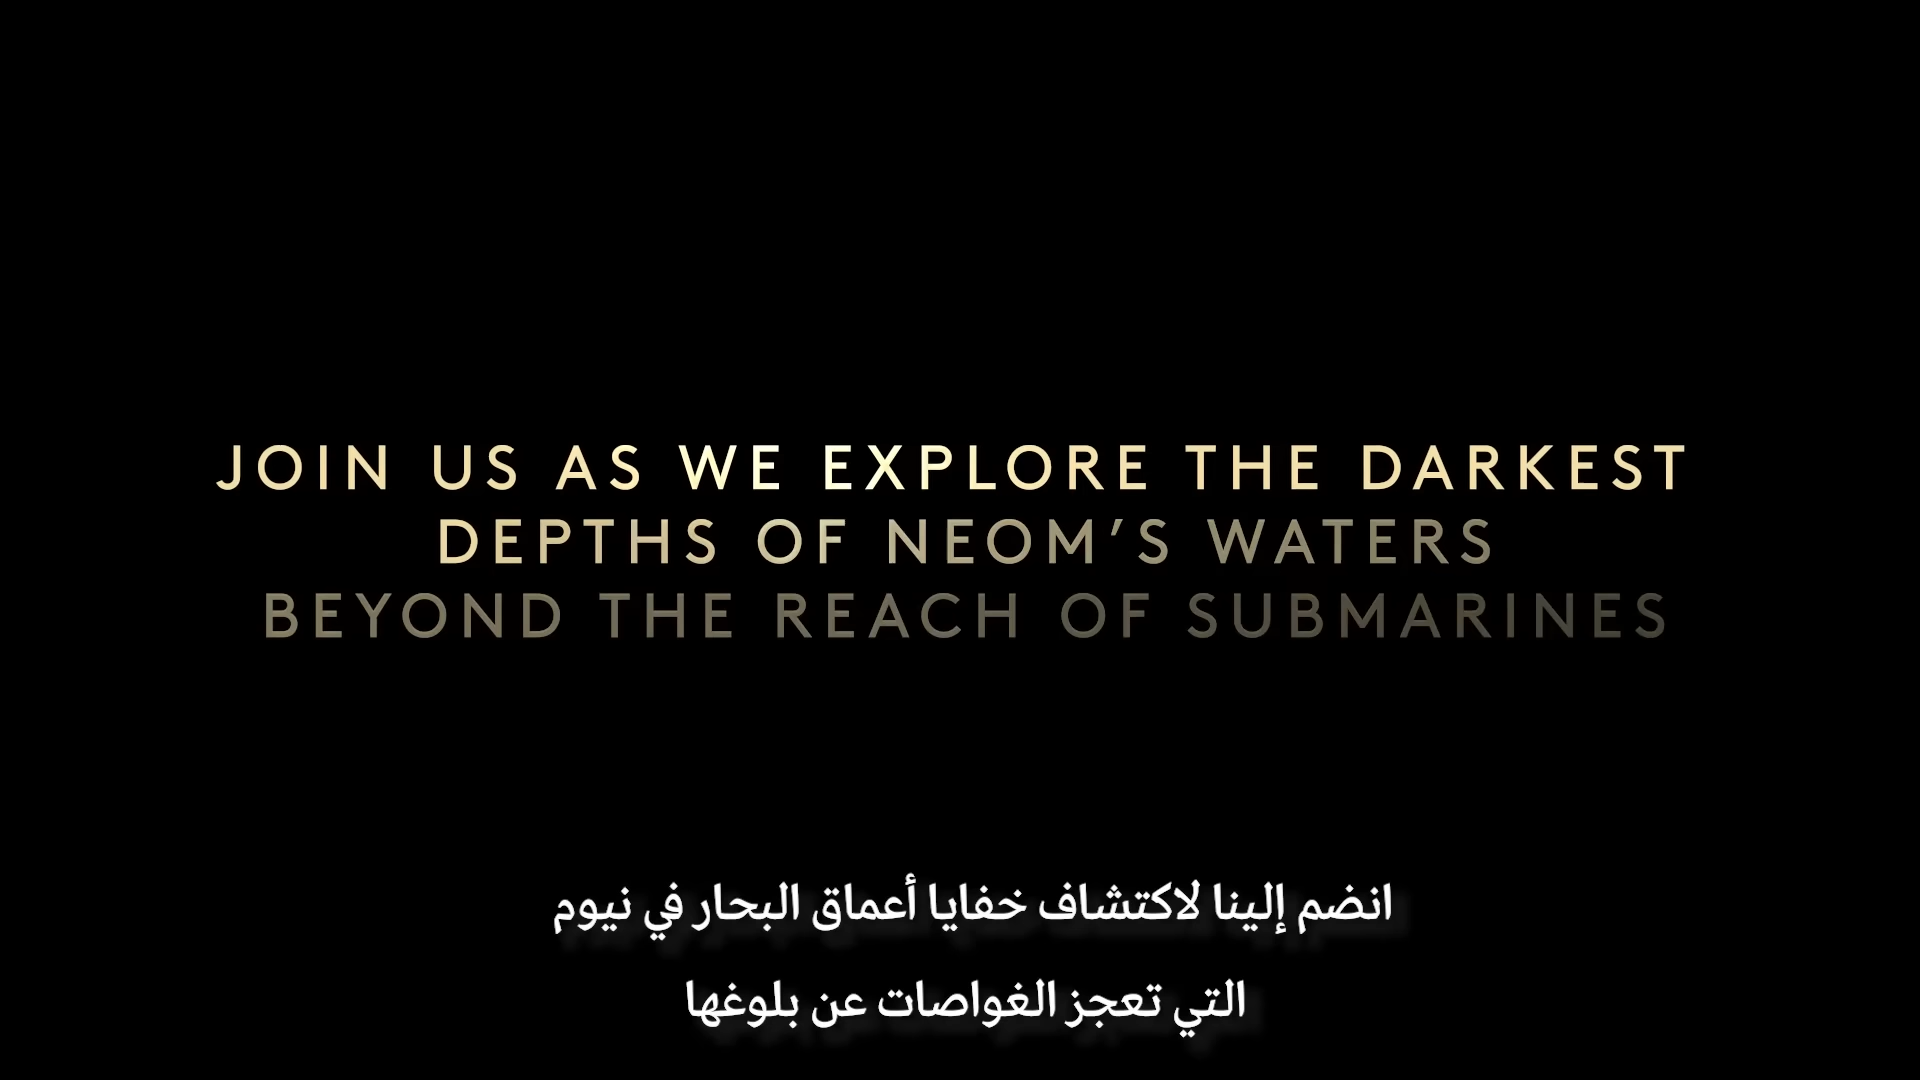 JOIN US AS WE EXPLORE THE DARKEST
DEPTHS OF NEOM’S WATERS
BEYOND THE REACH OF SUBMARINES
انضم إلينا لاكتشاف خفايا أعماق البحار في نيوم
التي تعجز الغواصات عن بلوغها